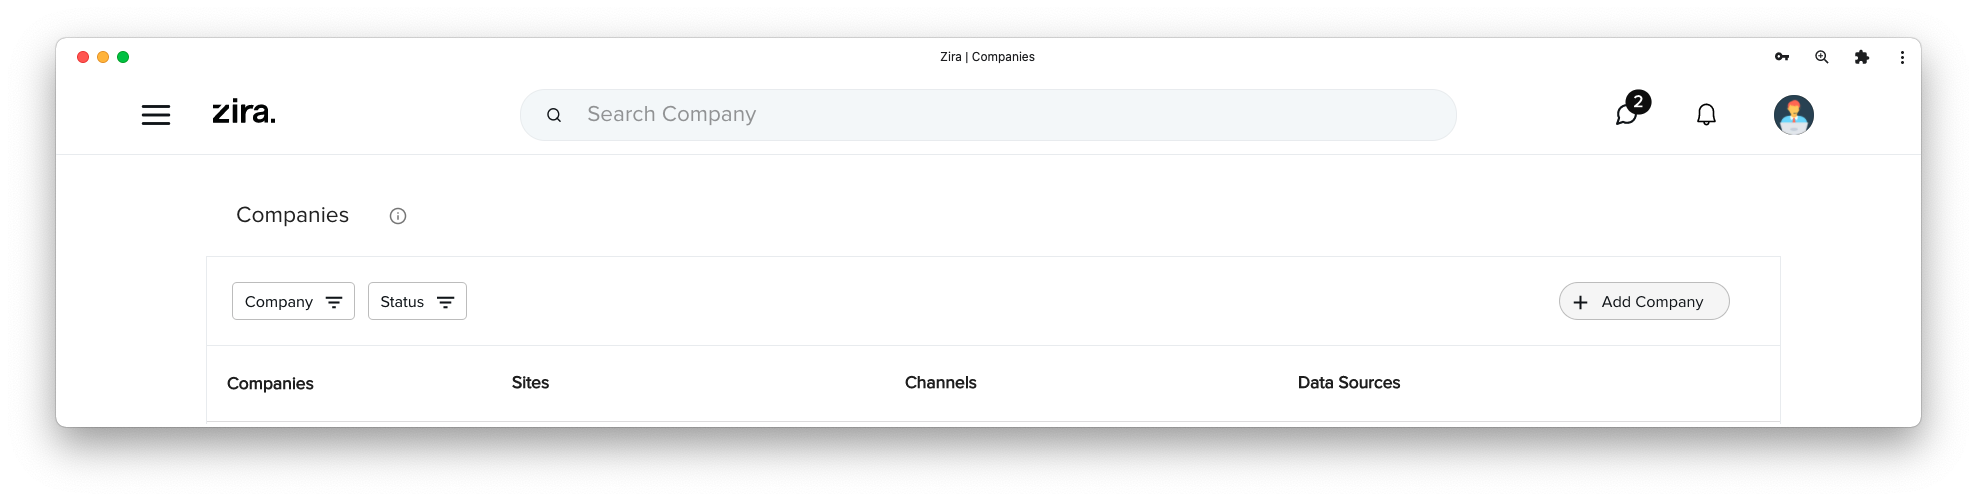 Zira | Companies
zira.
Search Company
2
Companies
Company
Status
Add Company
Companies
Sites
Channels
Data Sources